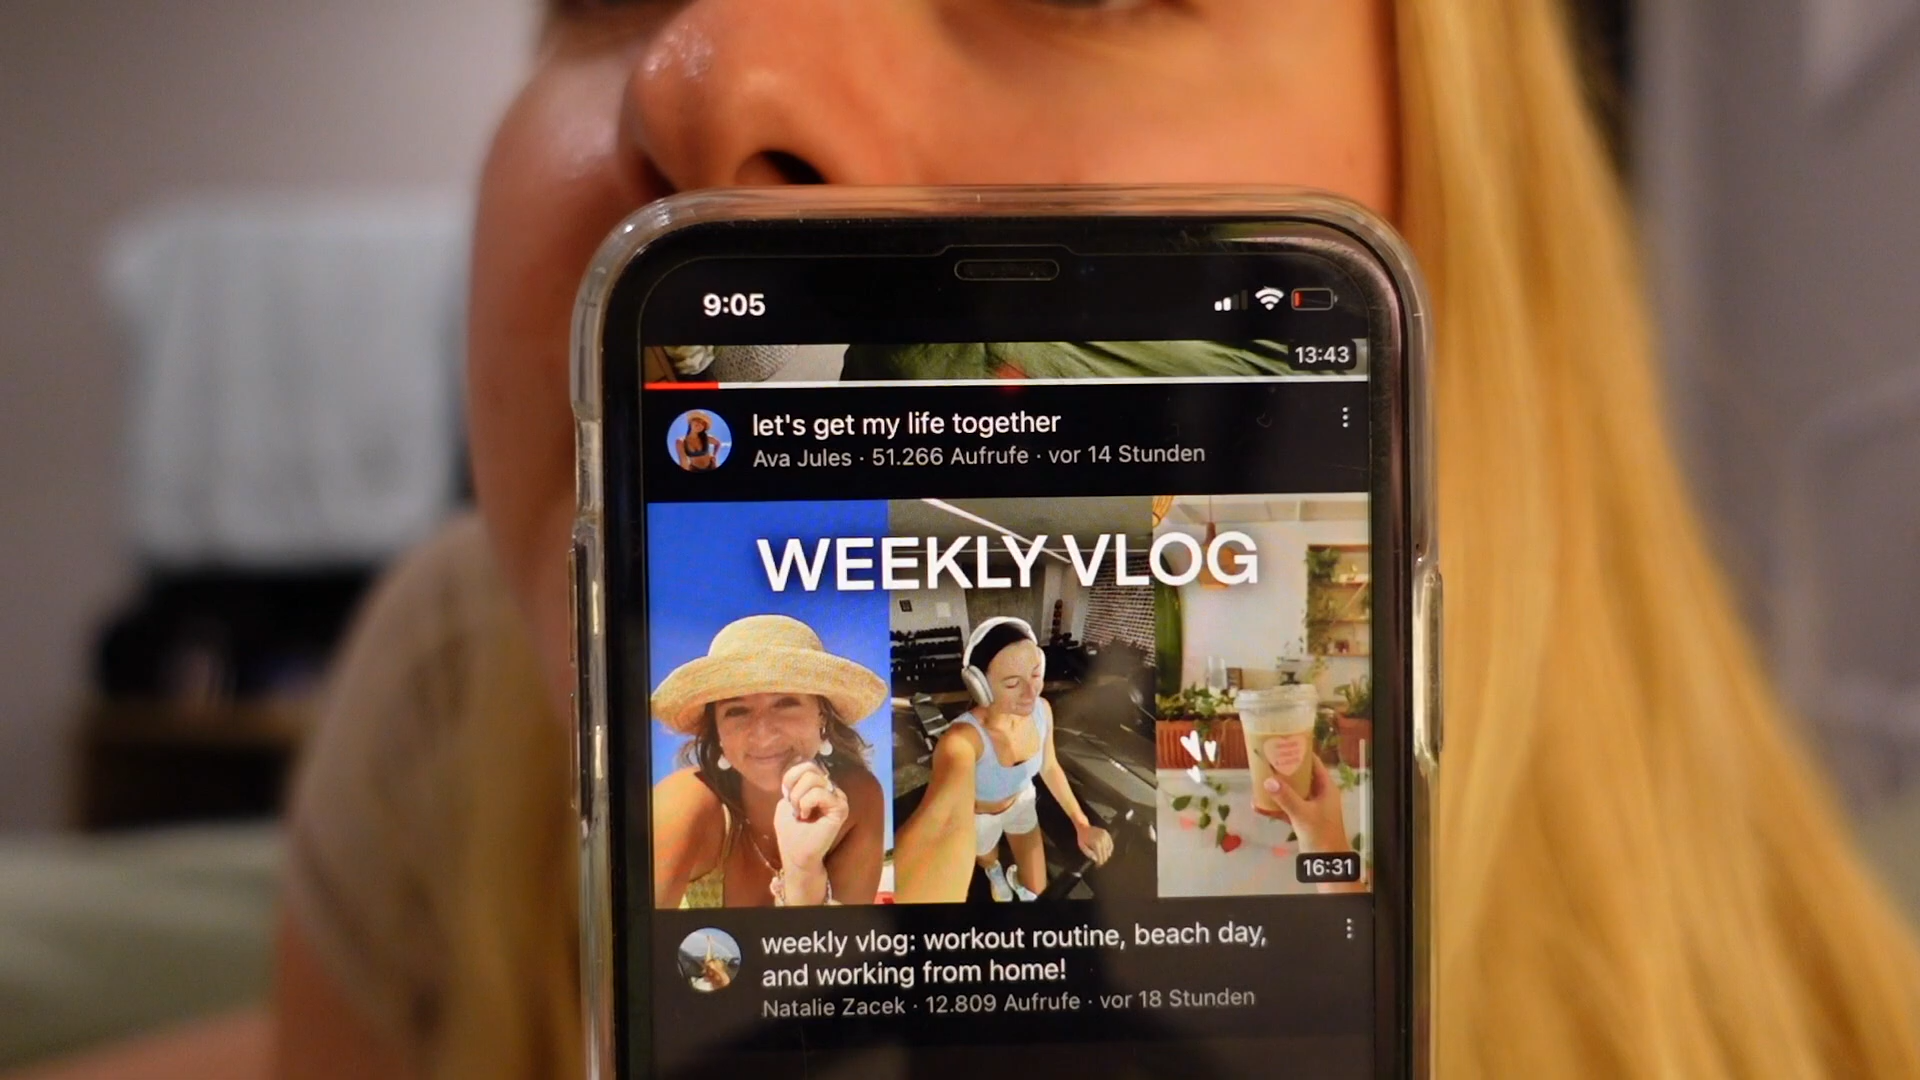 9:05
13:43
let's get my life together
Ava Jules · 51.266 Aufrufe · vor 14 Stunden
WEEKLY VLOG
16:31
weekly vlog: workout routine, beach day,
and working from home!
Natalie Zacek · 12.809 Aufrufe · vor 18 Stunden